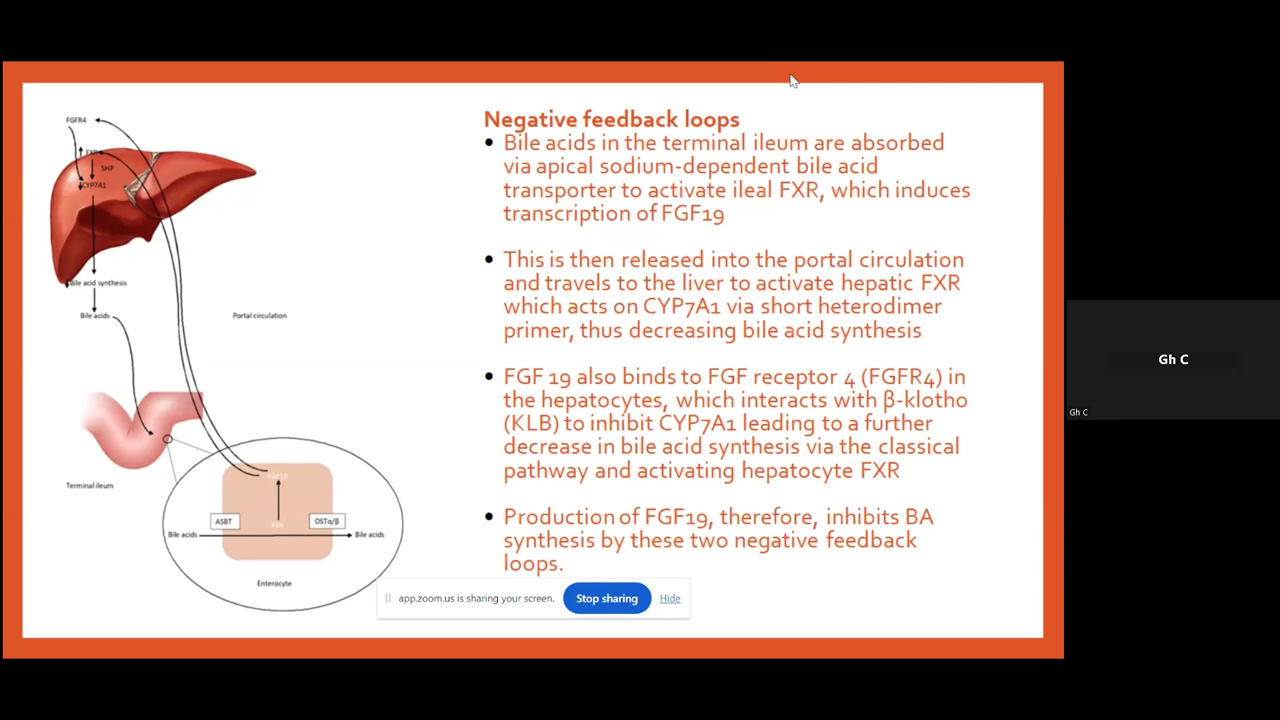 FGFR4
FXR
SHP
CYP7A1
Bile acid synthesis
Bile acids
Portal circulation
Terminal ileum
FGF19
ASBT
FXR
OSTα/β
Bile acids
Bile acids
Enterocyte
Negative feedback loops
• Bile acids in the terminal ileum are absorbed
via apical sodium-dependent bile acid
transporter to activate ileal FXR, which induces
transcription of FGF19
• This is then released into the portal circulation
and travels to the liver to activate hepatic FXR
which acts on CYP7A1 via short heterodimer
primer, thus decreasing bile acid synthesis
• FGF 19 also binds to FGF receptor 4 (FGFR4) in
the hepatocytes, which interacts with β-klotho
(KLB) to inhibit CYP7A1 leading to a further
decrease in bile acid synthesis via the classical
pathway and activating hepatocyte FXR
• Production of FGF19, therefore, inhibits BA
synthesis by these two negative feedback
loops.
app.zoom.us is sharing your screen.
Stop sharing
Hide
Gh C
Gh C